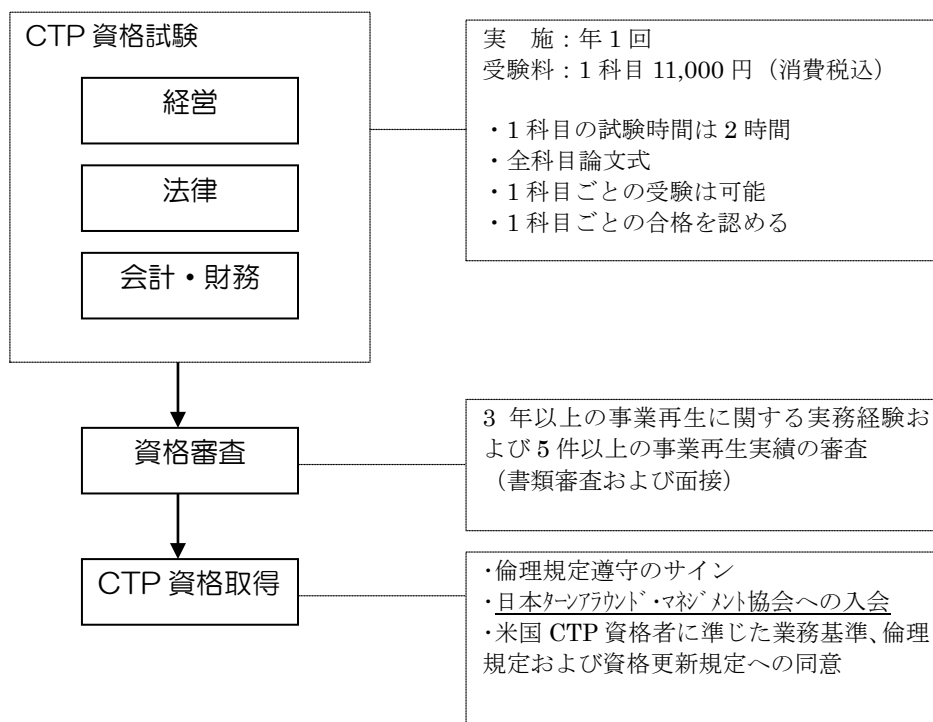 CTP 資格試験
経営
法律
会計・財務
実　施：年 1 回
受験料：1 科目 11,000 円（消費税込）
・1 科目の試験時間は 2 時間
・全科目論文式
・1 科目ごとの受験は可能
・1 科目ごとの合格を認める
資格審査
3 年以上の事業再生に関する実務経験お
よび 5 件以上の事業再生実績の審査
（書類審査および面接）
CTP 資格取得
・倫理規定遵守のサイン
・日本ﾀｰﾝｱﾗｳﾝﾄﾞ・ﾏﾈｼﾞﾒﾝﾄ協会への入会
・米国 CTP 資格者に準じた業務基準、倫理
規定および資格更新規定への同意